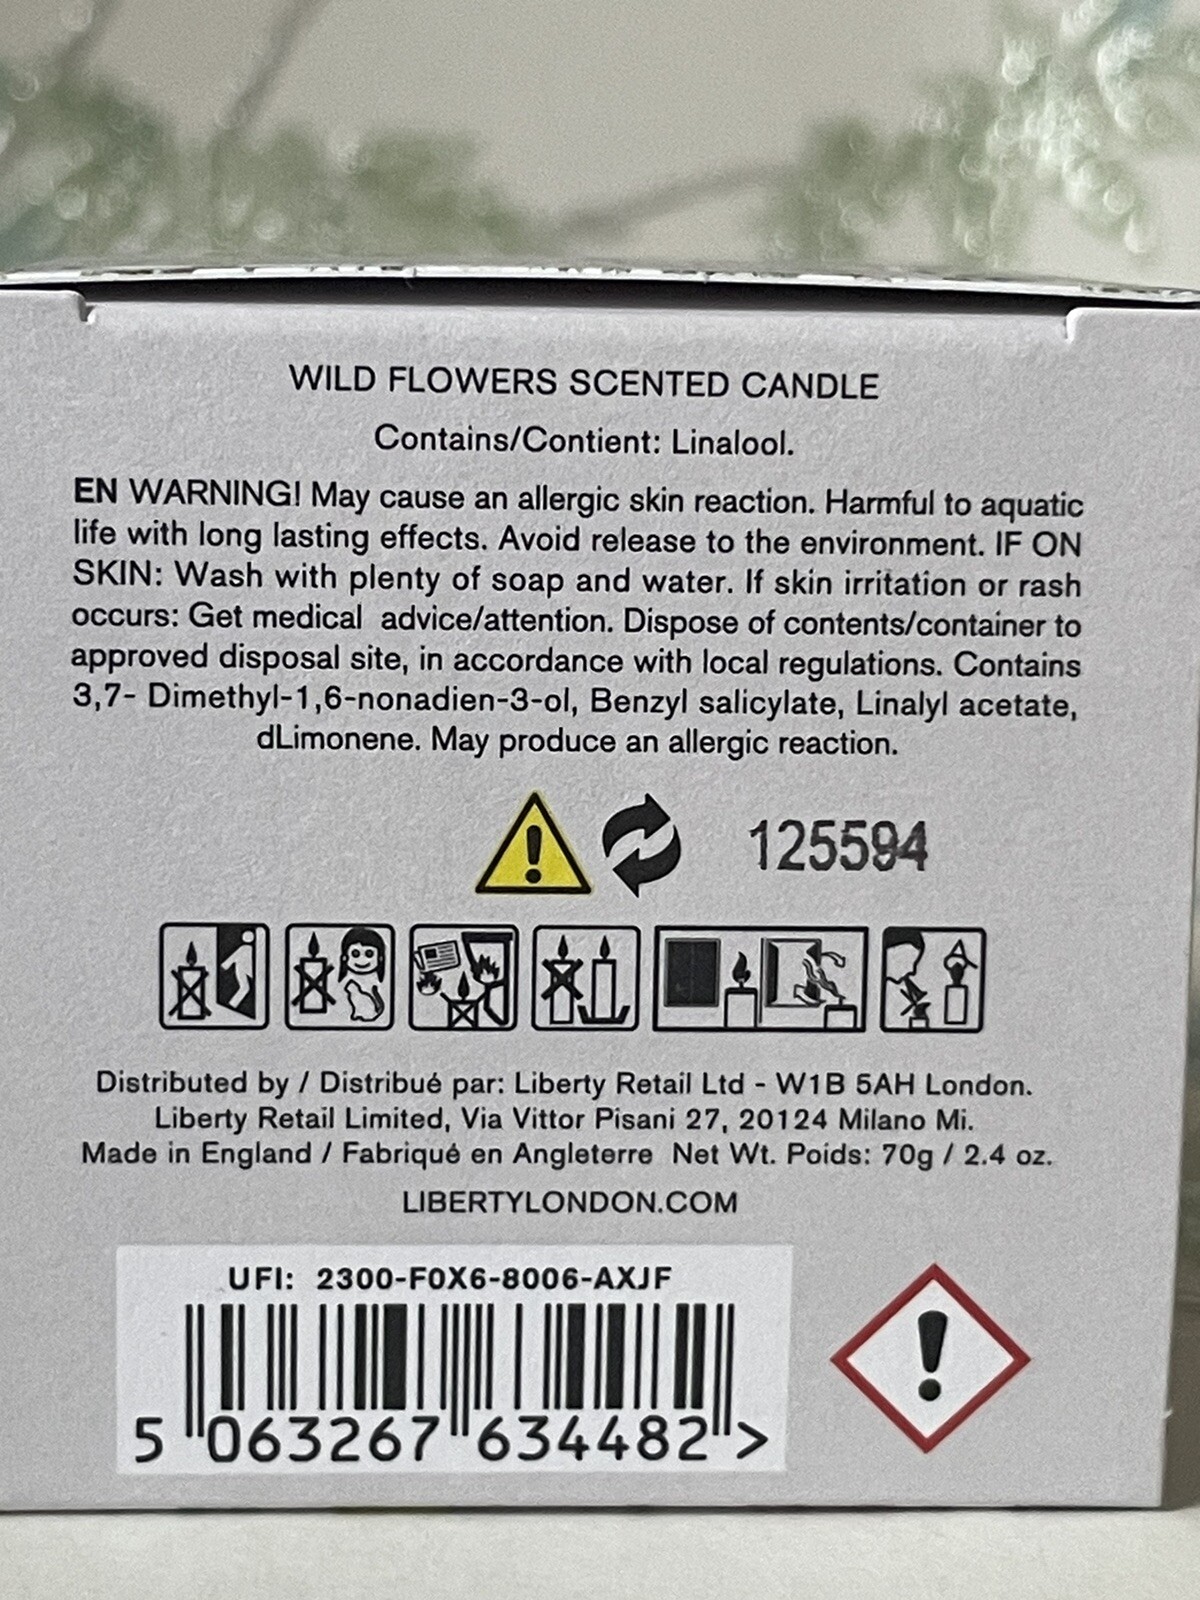 WILD FLOWERS SCENTED CANDLE
Contains/Contient: Linalool.
EN WARNING! May cause an allergic skin reaction. Harmful to aquatic
life with long lasting effects. Avoid release to the environment. IF ON
SKIN: Wash with plenty of soap and water. If skin irritation or rash
occurs: Get medical advice/attention. Dispose of contents/container to
approved disposal site, in accordance with local regulations. Contains
3,7- Dimethyl-1,6-nonadien-3-ol, Benzyl salicylate, Linalyl acetate,
dLimonene. May produce an allergic reaction.
125594
Distributed by / Distribué par: Liberty Retail Ltd - W1B 5AH London.
Liberty Retail Limited, Via Vittor Pisani 27, 20124 Milano Mi.
Made in England / Fabriqué en Angleterre Net Wt. Poids: 70g / 2.4 oz.
LIBERTYLONDON.COM
UFI: 2300-F0X6-8006-AXJF
5 063267 634482 >